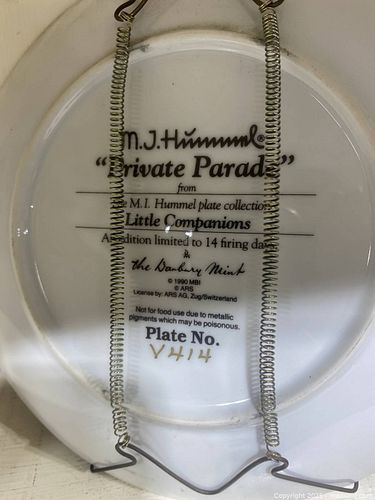 M.J.Hummel®
"Private Parade"
from
the M. I. Hummel plate collection
Little Companions
An edition limited to 14 firing days
the Danbury Mint
© 1990 MBI
© ARS
License by: ARS AG, Zug/Switzerland
Not for food use due to metallic
pigments which may be poisonous.
Plate No.
V414